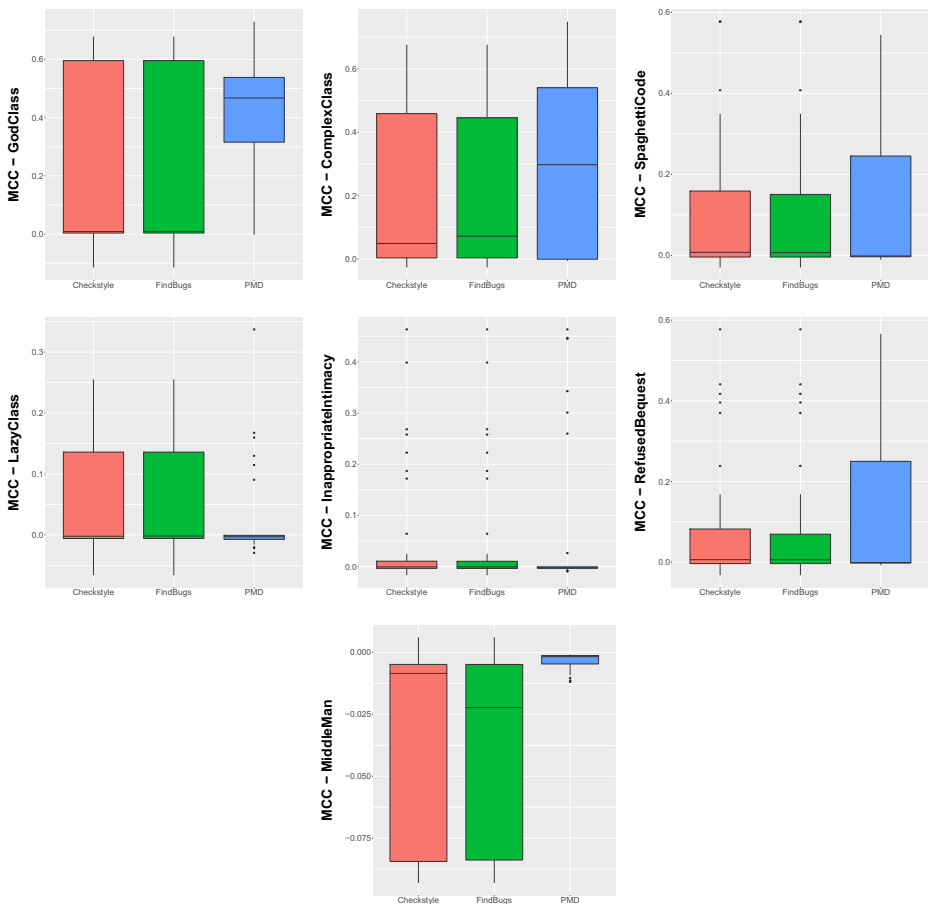 MCC − GodClass
0.6
0.4
0.2
0.0
Checkstyle FindBugs PMD
MCC − ComplexClass
0.6
0.4
0.2
0.0
Checkstyle FindBugs PMD
MCC − SpaghettiCode
0.6
0.4
0.2
0.0
Checkstyle FindBugs PMD
MCC − LazyClass
0.3
0.2
0.1
0.0
Checkstyle FindBugs PMD
MCC − InappropriateIntimacy
0.4
0.3
0.2
0.1
0.0
Checkstyle FindBugs PMD
MCC − RefusedBequest
0.6
0.4
0.2
0.0
Checkstyle FindBugs PMD
MCC − MiddleMan
0.000
−0.025
−0.050
−0.075
Checkstyle FindBugs PMD